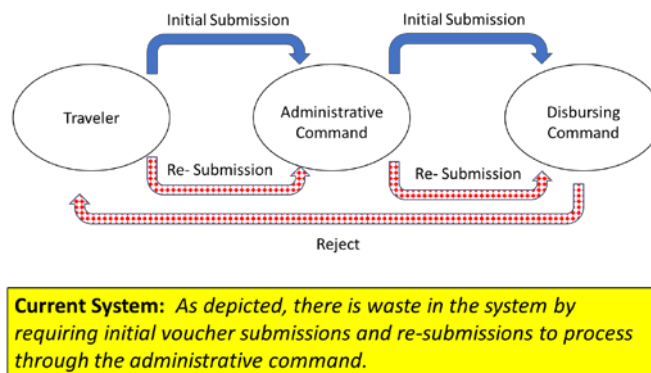 Initial Submission
Initial Submission
Traveler
Administrative
Command
Disbursing
Command
Re- Submission
Re- Submission
Reject
Current System: As depicted, there is waste in the system by
requiring initial voucher submissions and re-submissions to process
through the administrative command.